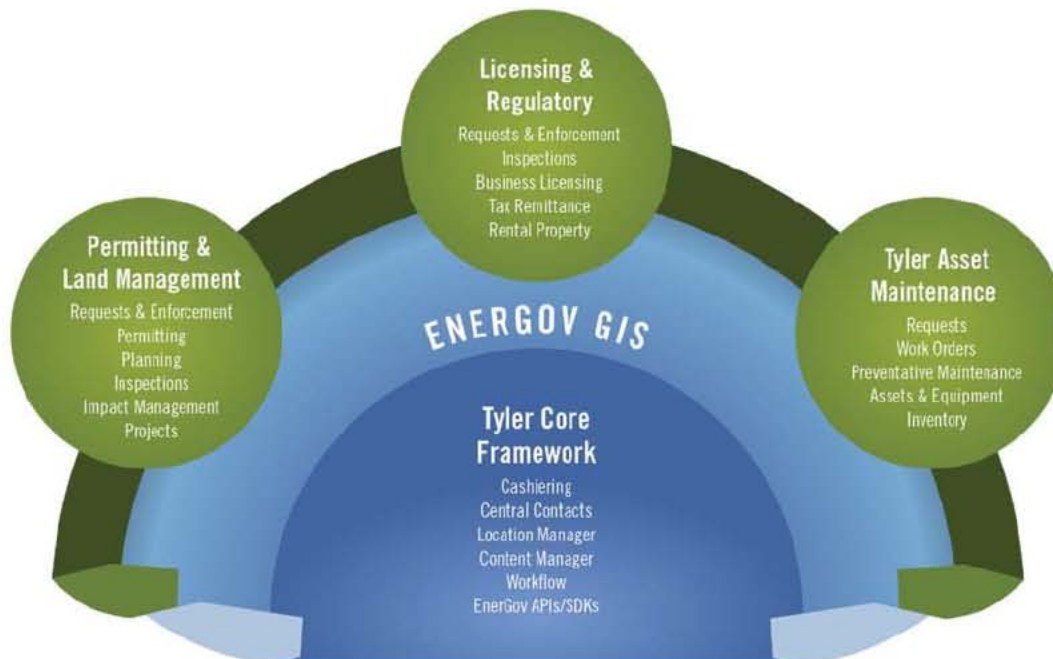 Licensing &
Regulatory
Requests & Enforcement
Inspections
Business Licensing
Tax Remittance
Rental Property
Permitting &
Land Management
Requests & Enforcement
Permitting
Planning
Inspections
Impact Management
Projects
Tyler Asset
Maintenance
Requests
Work Orders
Preventative Maintenance
Assets & Equipment
Inventory
ENERGOV GIS
Tyler Core
Framework
Cashiering
Central Contacts
Location Manager
Content Manager
Workflow
EnerGov APIs/SDKs